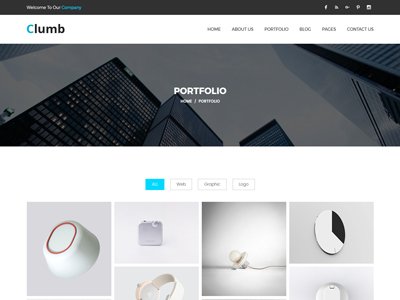 Welcome To Our Company
Clumb
HOME ABOUT US PORTFOLIO BLOG PAGES CONTACT US
PORTFOLIO
HOME / PORTFOLIO
All Web Graphic Logo